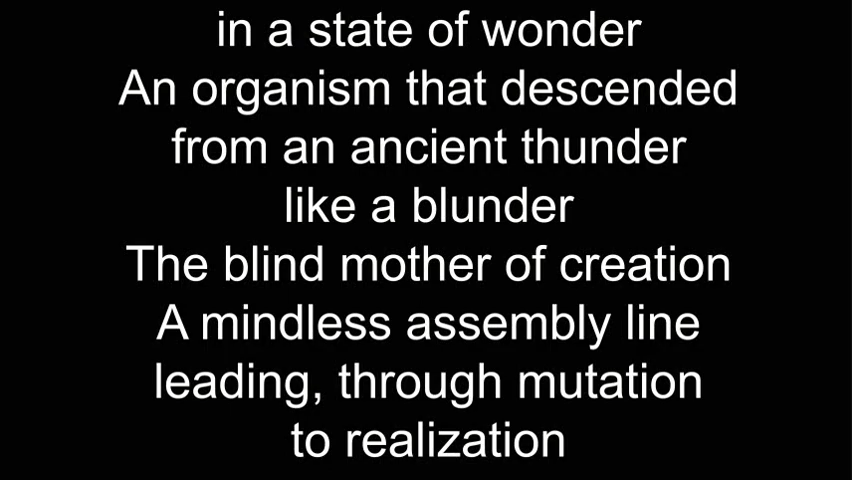 in a state of wonder
An organism that descended
from an ancient thunder
like a blunder
The blind mother of creation
A mindless assembly line
leading, through mutation
to realization